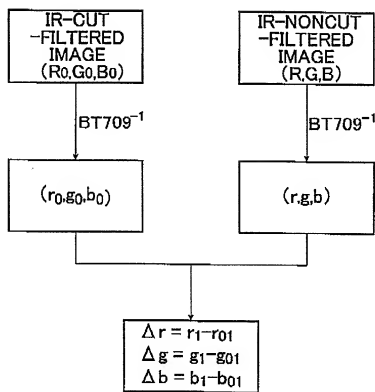 IR-CUT
-FILTERED
IMAGE
(R₀,G₀,B₀)
IR-NONCUT
-FILTERED
IMAGE
(R,G,B)
BT709⁻¹
BT709⁻¹
(r₀,g₀,b₀)
(r,g,b)
Δr = r₁-r₀₁
Δg = g₁-g₀₁
Δb = b₁-b₀₁